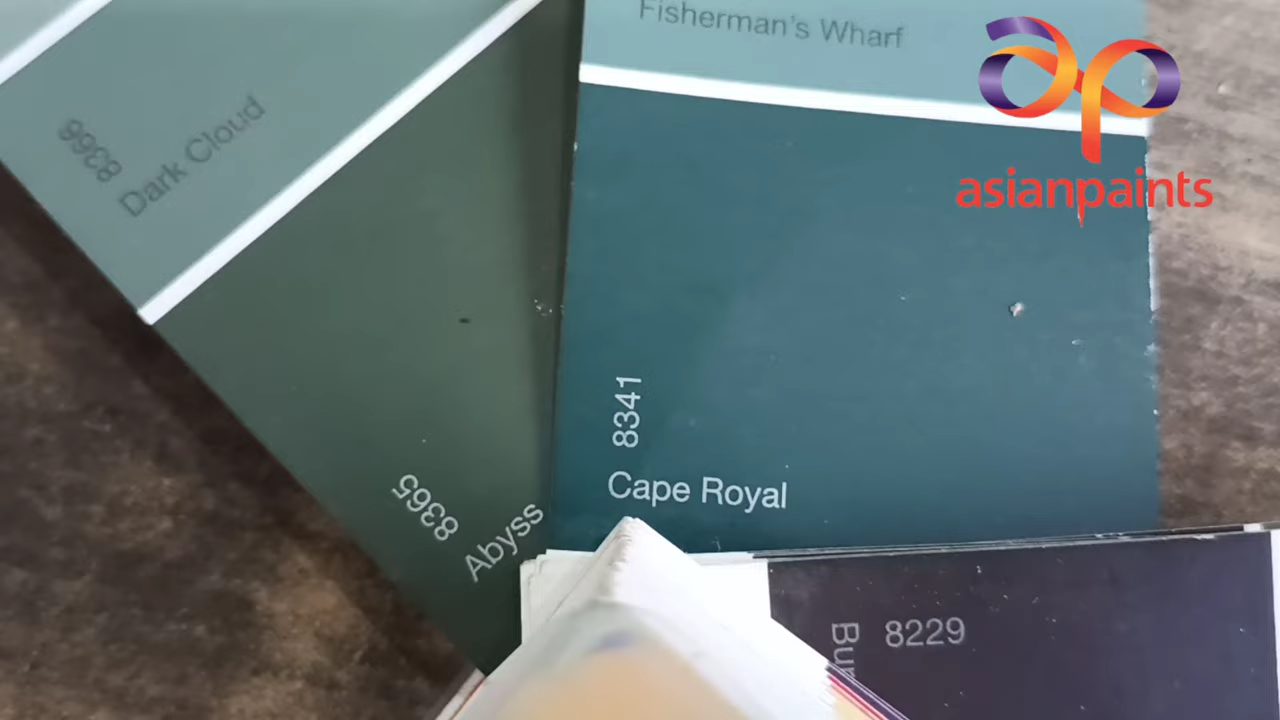 Fisherman's Wharf
asianpaints
8366
Dark Cloud
8341
Cape Royal
8365
Abyss
8229